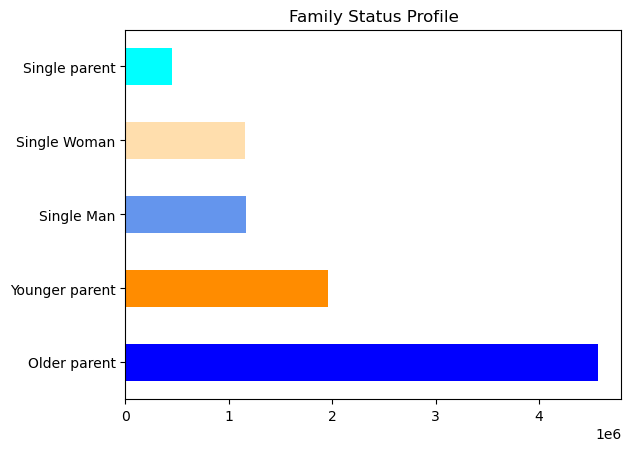 Family Status Profile
Single parent
Single Woman
Single Man
Younger parent
Older parent
0 1 2 3 4
1e6